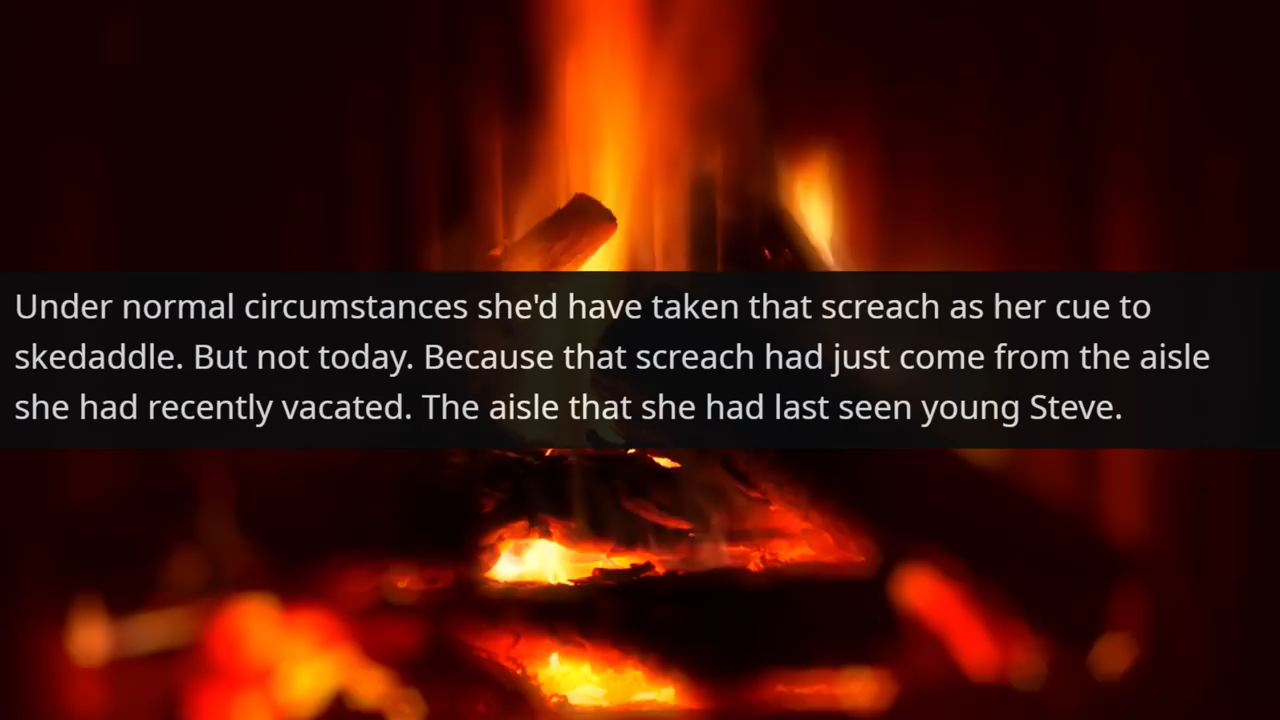 Under normal circumstances she'd have taken that screach as her cue to
skedaddle. But not today. Because that screach had just come from the aisle
she had recently vacated. The aisle that she had last seen young Steve.